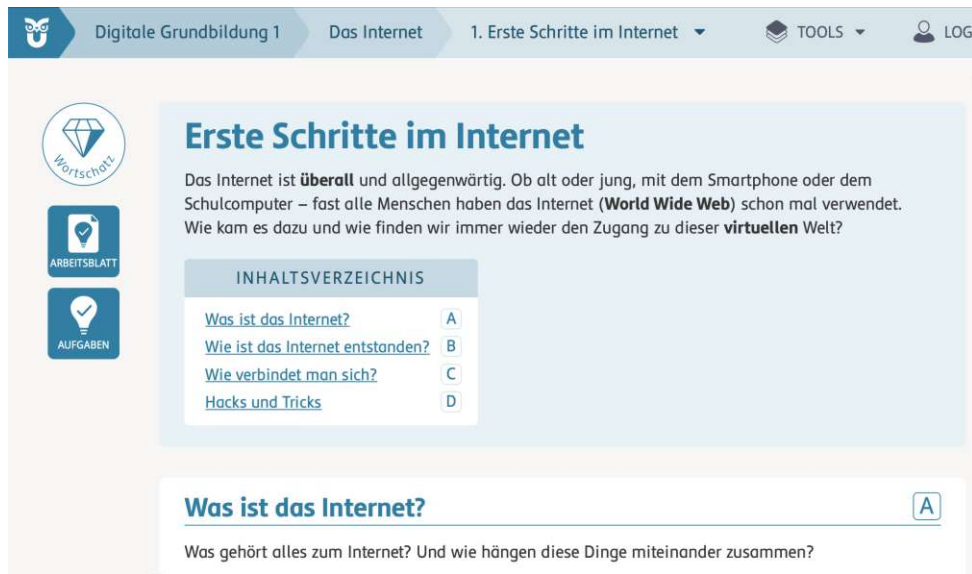 Digitale Grundbildung 1 Das Internet 1. Erste Schritte im Internet TOOLS
Wortschatz
ARBEITSBLATT
AUFGABEN
Erste Schritte im Internet
Das Internet ist überall und allgegenwärtig. Ob alt oder jung, mit dem Smartphone oder dem
Schulcomputer – fast alle Menschen haben das Internet (World Wide Web) schon mal verwendet.
Wie kam es dazu und wie finden wir immer wieder den Zugang zu dieser virtuellen Welt?
INHALTSVERZEICHNIS
Was ist das Internet? A
Wie ist das Internet entstanden? B
Wie verbindet man sich? C
Hacks und Tricks D
Was ist das Internet? A
Was gehört alles zum Internet? Und wie hängen diese Dinge miteinander zusammen?